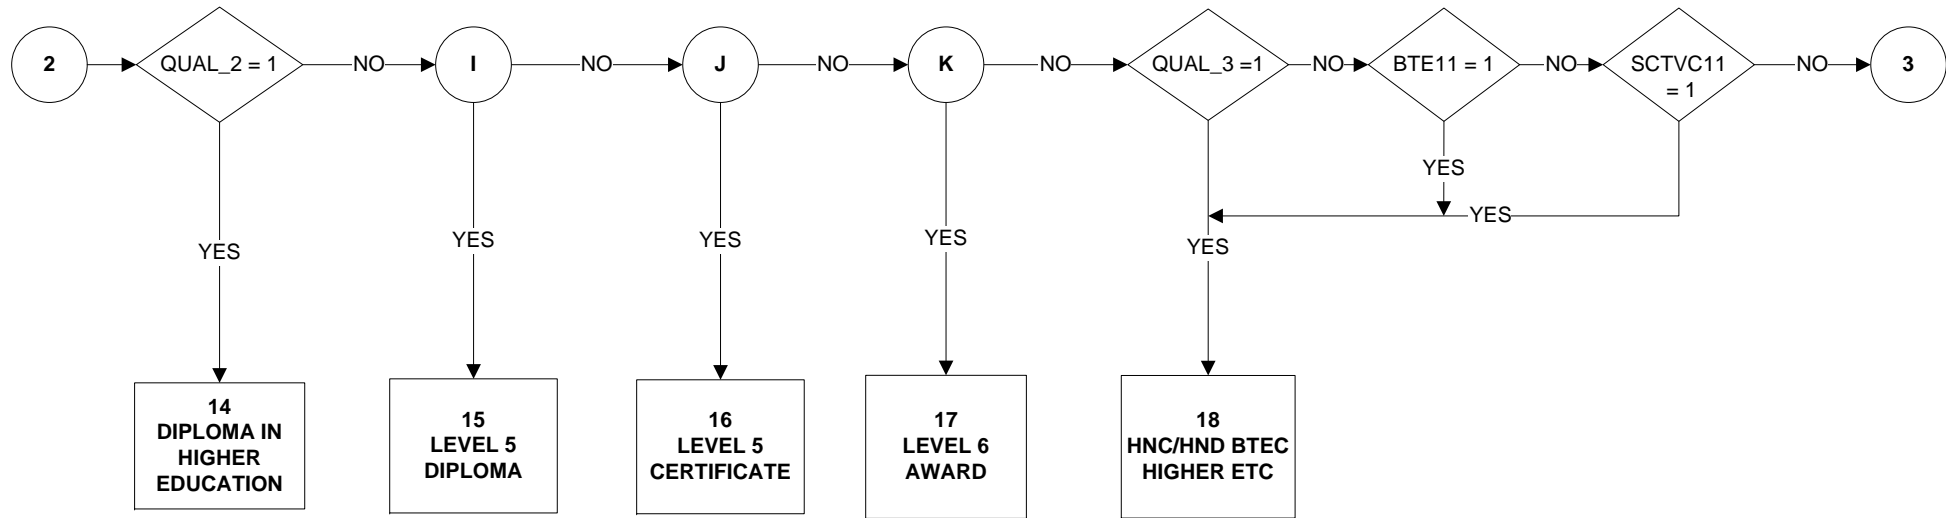 2
QUAL_2 = 1
NO
I
NO
J
NO
K
NO
QUAL_3 =1
NO
BTE11 = 1
NO
SCTVC11
= 1
NO
3
YES
YES
YES
YES
YES
YES
YES
14
DIPLOMA IN
HIGHER
EDUCATION
15
LEVEL 5
DIPLOMA
16
LEVEL 5
CERTIFICATE
17
LEVEL 6
AWARD
18
HNC/HND BTEC
HIGHER ETC